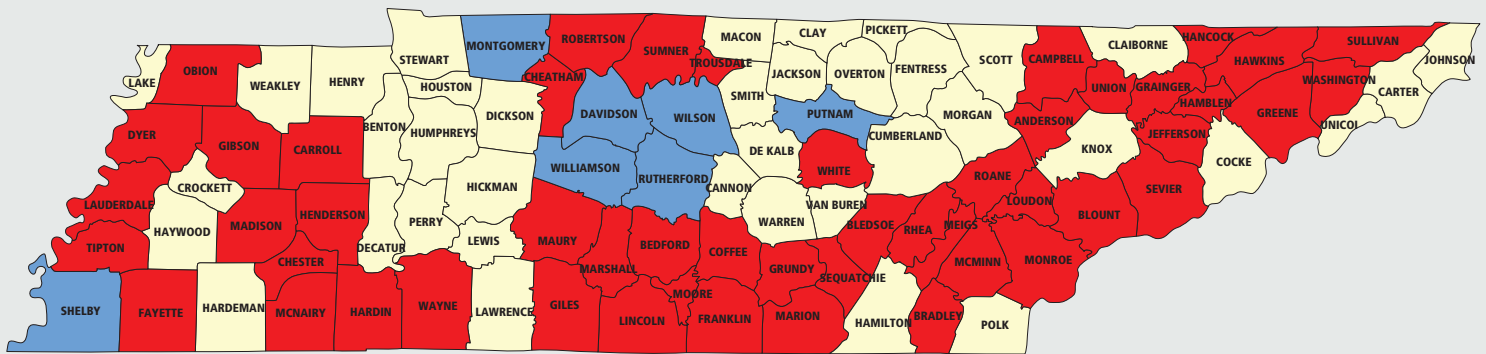 LAKE
OBION
WEAKLEY
HENRY
STEWART
MONTGOMERY
ROBERTSON
SUMNER
MACON
CLAY
PICKETT
CAMPBELL
CLAIBORNE
HANCOCK
SULLIVAN
JOHNSON
HOUSTON
CHEATHAM
TROUSDALE
JACKSON
OVERTON
FENTRESS
SCOTT
UNION
GRAINGER
HAWKINS
WASHINGTON
CARTER
SMITH
HAMBLEN
DYER
GIBSON
CARROLL
BENTON
HUMPHREYS
DICKSON
DAVIDSON
WILSON
PUTNAM
CUMBERLAND
MORGAN
ANDERSON
KNOX
JEFFERSON
GREENE
UNICOI
CROCKETT
HICKMAN
WILLIAMSON
RUTHERFORD
DE KALB
WHITE
COCKE
CANNON
ROANE
SEVIER
LAUDERDALE
HAYWOOD
MADISON
HENDERSON
DECATUR
PERRY
LEWIS
MAURY
WARREN
VAN BUREN
BLEDSOE
RHEA
MEIGS
LOUDON
BLOUNT
TIPTON
CHESTER
BEDFORD
COFFEE
MARSHALL
GRUNDY
SEQUATCHIE
MCMINN
MONROE
SHELBY
FAYETTE
HARDEMAN
MCNAIRY
HARDIN
WAYNE
LAWRENCE
GILES
LINCOLN
MOORE
FRANKLIN
MARION
HAMILTON
BRADLEY
POLK